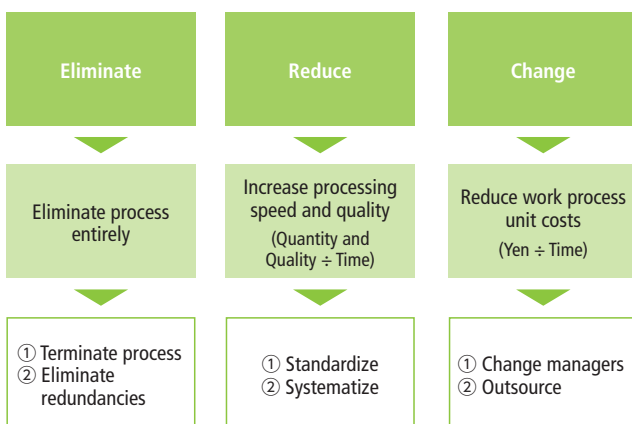 Eliminate
Reduce
Change
Eliminate process
entirely
Increase processing
speed and quality
(Quantity and
Quality ÷ Time)
Reduce work process
unit costs
(Yen ÷ Time)
① Terminate process
② Eliminate
redundancies
① Standardize
② Systematize
① Change managers
② Outsource